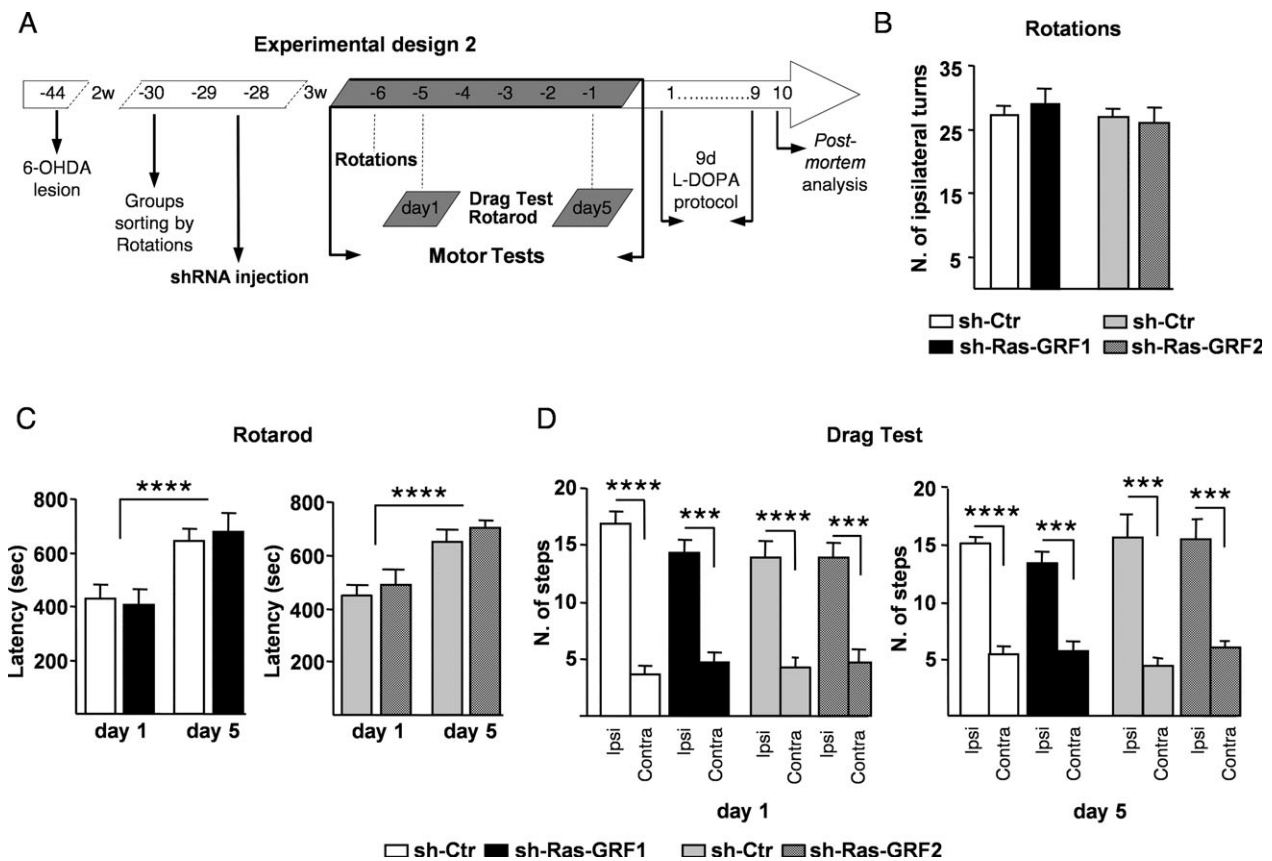 A
Experimental design 2
-44 2w -30 -29 -28 3w -6 -5 -4 -3 -2 -1 1.............9 10
6-OHDA
lesion
Groups
sorting by
Rotations
shRNA injection
Rotations
day1
Drag Test
Rotarod
day5
Motor Tests
9d
L-DOPA
protocol
Post-
mortem
analysis
B
Rotations
N. of ipsilateral turns
35
25
15
5
sh-Ctr
sh-Ras-GRF1
sh-Ctr
sh-Ras-GRF2
C
Rotarod
Latency (sec)
800
600
400
200
****
day 1 day 5
Latency (sec)
800
600
400
200
****
day 1 day 5
D
Drag Test
N. of steps
20
15
10
5
**** *** **** ***
Ipsi Contra Ipsi Contra Ipsi Contra Ipsi Contra
day 1
N. of steps
20
15
10
5
**** *** *** ***
Ipsi Contra Ipsi Contra Ipsi Contra Ipsi Contra
day 5
sh-Ctr sh-Ras-GRF1 sh-Ctr sh-Ras-GRF2